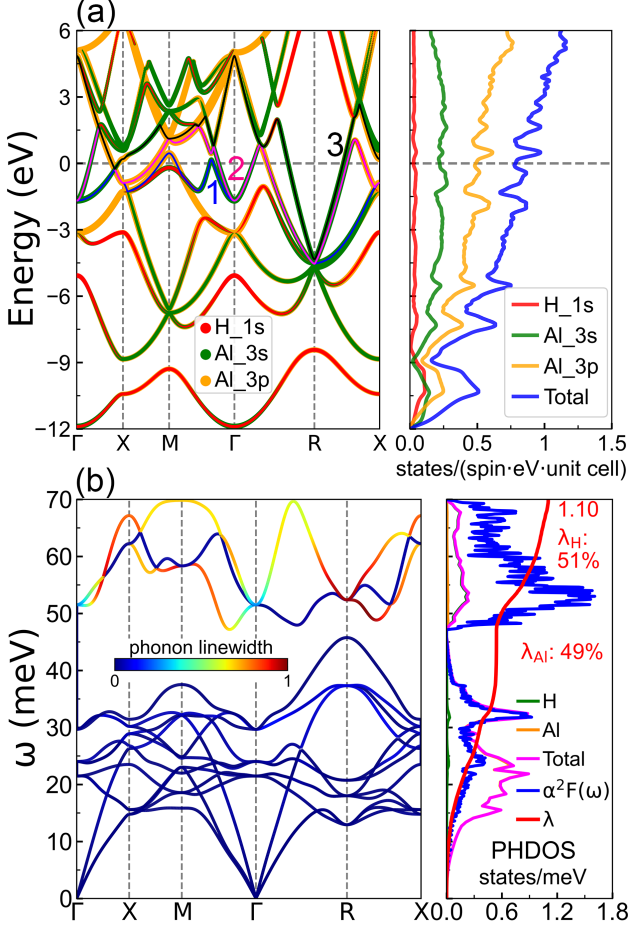 (a)
6
3
0
−3
−6
−9
−12
Energy (eV)
1
2
3
H_1s
Al_3s
Al_3p
Γ X M Γ R X
H_1s
Al_3s
Al_3p
Total
0.0 0.5 1.0 1.5
states/(spin·eV·unit cell)
(b)
70
60
50
40
30
20
10
0
ω (meV)
phonon linewidth
0 1
Γ X M Γ R X
1.10
λH:
51%
λAl: 49%
H
Al
Total
α²F(ω)
λ
PHDOS
states/meV
0.0 0.6 1.2 1.8